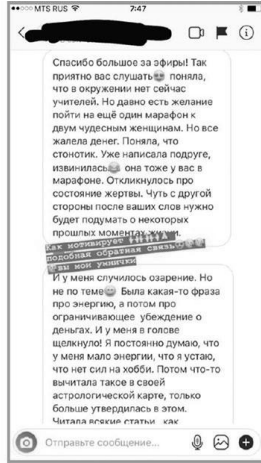 MTS RUS
7:47
Спасибо большое за эфиры! Так
приятно вас слушать поняла,
что в окружении нет сейчас
учителей. Но давно есть желание
пойти на ещё один марафон к
двум чудесным женщинам. Но все
жалела денег. Поняла, что
стонотик. Уже написала подруге,
извинилась она тоже у вас в
марафоне. Откликнулось про
состояние жертвы. Чуть с другой
стороны после ваших слов нужно
будет подумать о некоторых
прошлых моментах жизни.
Как мотивирует
подобная обратная связь
вы мои умнички
И у меня случилось озарение. Но
не по теме Была какая-то фраза
про энергию, а потом про
ограничивающее убеждение о
деньгах. И у меня в голове
щелкнуло! Я постоянно думаю, что
у меня мало энергии, что я устаю,
что нет сил на хобби. Потом что-то
вычитала такое в своей
астрологической карте, только
больше утвердилась в этом.
Читала всякие статьи, как
Отправьте сообщение...